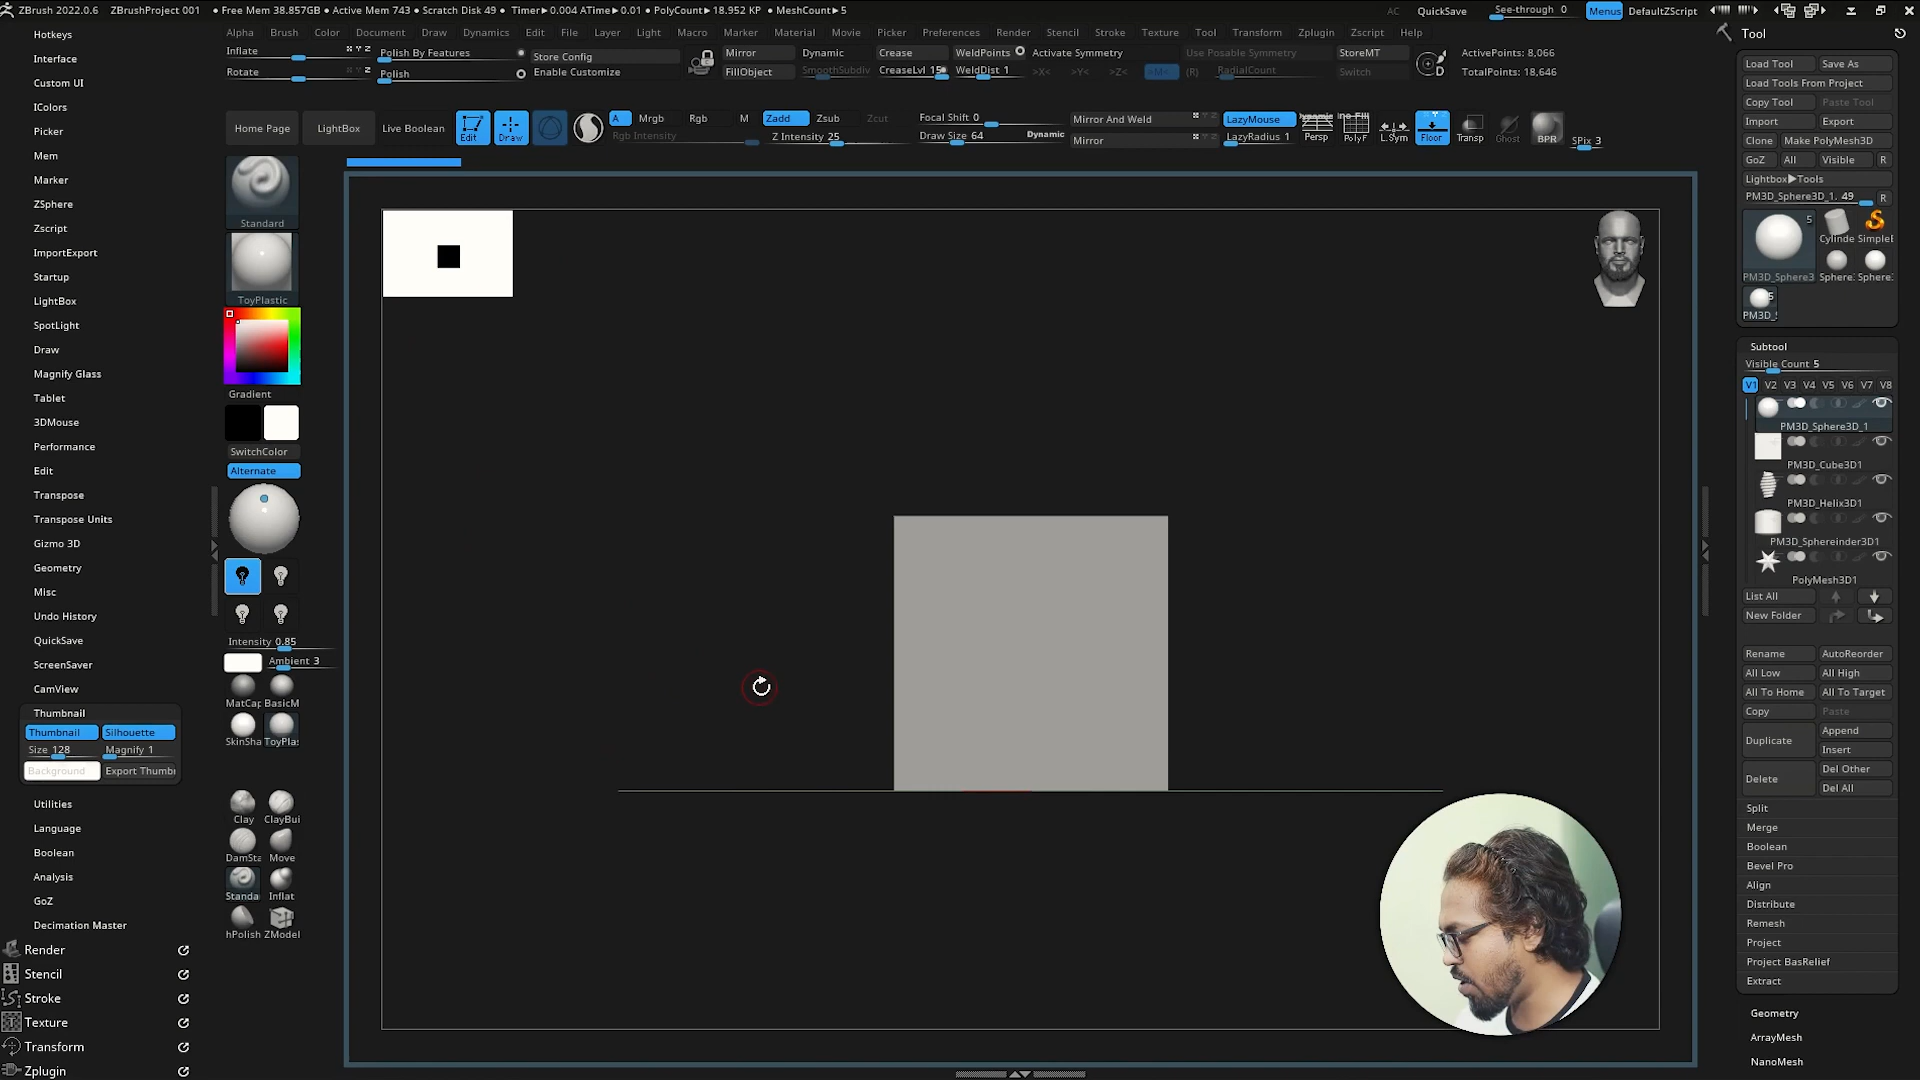 ZBrush 2022.0.6 ZBrushProject 001 • Free Mem 38.857GB • Active Mem 743 • Scratch Disk 49 • Timer▸0.004 ATime▸0.01 • PolyCount▸18.952 KP • MeshCount▸5
AC QuickSave See-through 0 Menus DefaultZScript
Alpha Brush Color Document Draw Dynamics Edit File Layer Light Macro Marker Material Movie Picker Preferences Render Stencil Stroke Texture Tool Transform Zplugin Zscript Help
Inflate
Rotate
Polish By Features
Polish
Store Config
Enable Customize
Mirror
FillObject
Dynamic
SmoothSubdiv
Crease
CreaseLvl 15
WeldPoints
WeldDist 1
Activate Symmetry
>X< >Y< >Z< >M< (R)
Use Posable Symmetry
RadialCount
StoreMT
Switch
ActivePoints: 8,066
TotalPoints: 18,646
Home Page
LightBox
Live Boolean
Edit
Draw
A Mrgb Rgb M
Rgb Intensity
Zadd Zsub Zcut
Z Intensity 25
Focal Shift 0
Draw Size 64
Dynamic
Mirror And Weld
Mirror
LazyMouse
LazyRadius 1
Persp
PolyF
L.Sym
Floor
Transp
Ghost
BPR
SPix 3
Hotkeys
Interface
Custom UI
IColors
Picker
Mem
Marker
ZSphere
Zscript
ImportExport
Startup
LightBox
SpotLight
Draw
Magnify Glass
Tablet
3DMouse
Performance
Edit
Transpose
Transpose Units
Gizmo 3D
Geometry
Misc
Undo History
QuickSave
ScreenSaver
CamView
Thumbnail
Thumbnail Silhouette
Size 128 Magnify 1
Background Export Thumbn
Utilities
Language
Boolean
Analysis
GoZ
Decimation Master
Render
Stencil
Stroke
Texture
Transform
Zplugin
Standard
ToyPlastic
Gradient
SwitchColor
Alternate
Intensity 0.85
Ambient 3
MatCap BasicM
SkinSha ToyPlas
Clay ClayBui
DamSta Move
Standa Inflat
hPolish ZModel
Tool
Load Tool Save As
Load Tools From Project
Copy Tool Paste Tool
Import Export
Clone Make PolyMesh3D
GoZ All Visible R
Lightbox▸Tools
PM3D_Sphere3D_1. 49 R
5
Cylinde SimpleB
PM3D_Sphere3 Sphere. Sphere.
5
PM3D_S
Subtool
Visible Count 5
V1 V2 V3 V4 V5 V6 V7 V8
PM3D_Sphere3D_1
PM3D_Cube3D1
PM3D_Helix3D1
PM3D_Sphereinder3D1
PolyMesh3D1
List All
New Folder
Rename AutoReorder
All Low All High
All To Home All To Target
Copy Paste
Duplicate Append
Insert
Delete Del Other
Del All
Split
Merge
Boolean
Bevel Pro
Align
Distribute
Remesh
Project
Project BasRelief
Extract
Geometry
ArrayMesh
NanoMesh